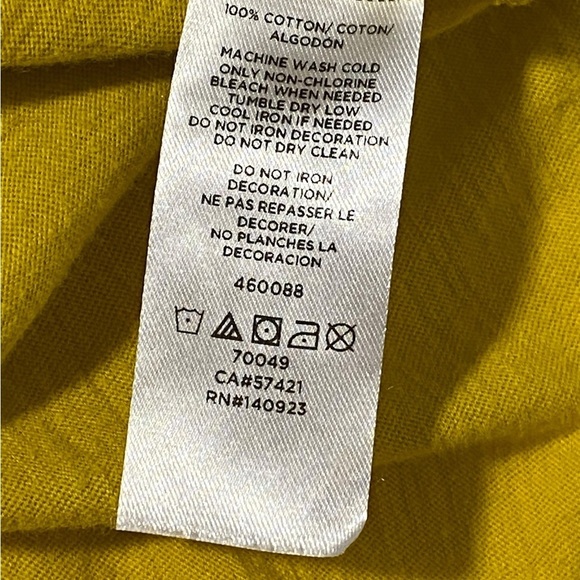 100% COTTON/ COTON/
ALGODÓN
MACHINE WASH COLD
ONLY NON-CHLORINE
BLEACH WHEN NEEDED
TUMBLE DRY LOW
COOL IRON IF NEEDED
DO NOT IRON DECORATION
DO NOT DRY CLEAN
DO NOT IRON
DECORATION/
NE PAS REPASSER LE
DECORER/
NO PLANCHES LA
DECORACION
460088
70049
CA#57421
RN#140923